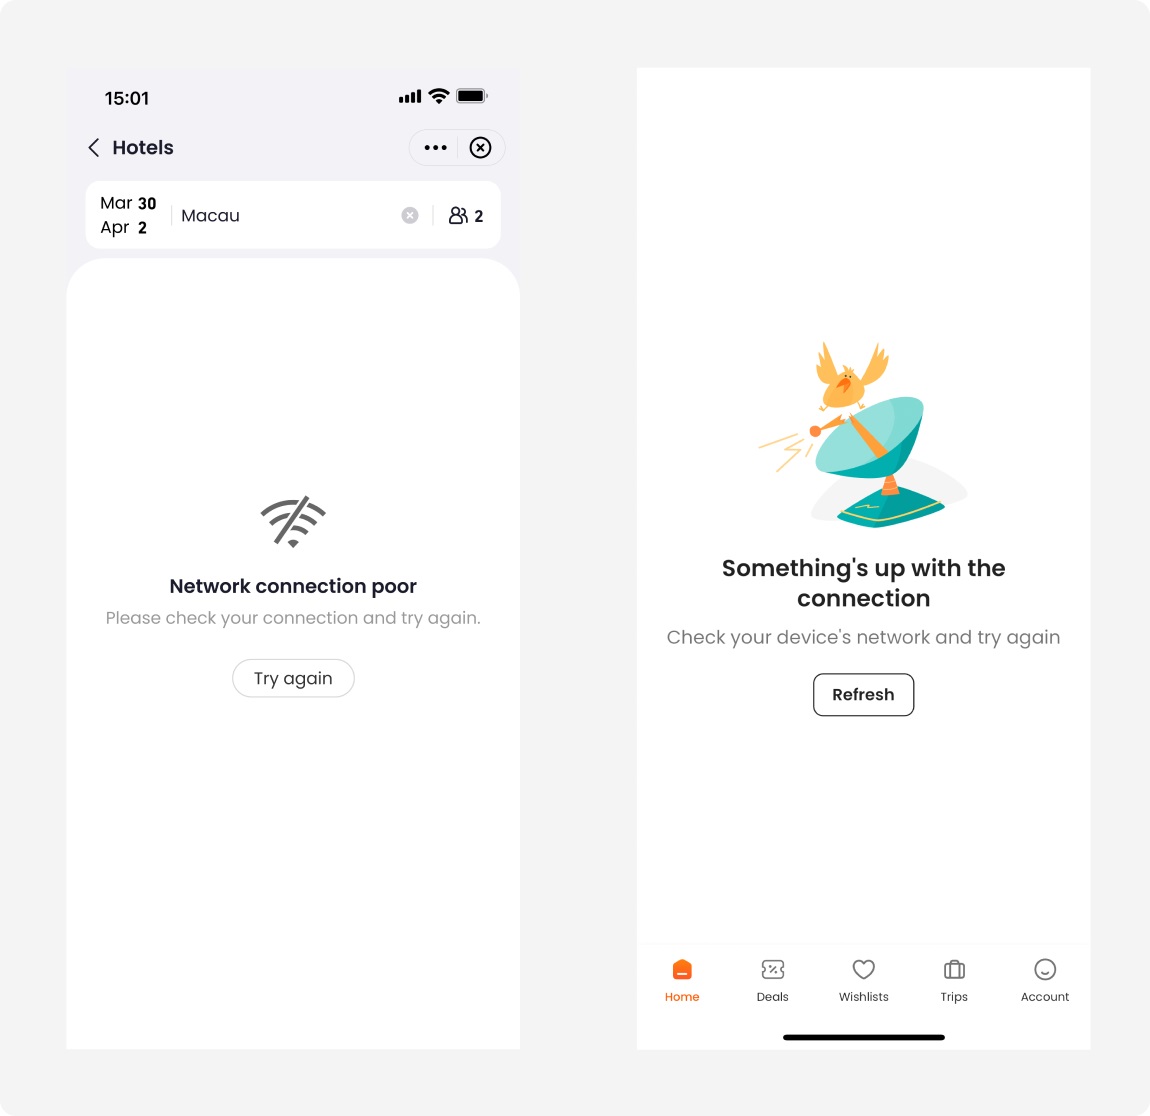 15:01
Hotels
Mar 30
Apr 2
Macau
2
Network connection poor
Please check your connection and try again.
Try again
Something's up with the
connection
Check your device's network and try again
Refresh
Home
Deals
Wishlists
Trips
Account